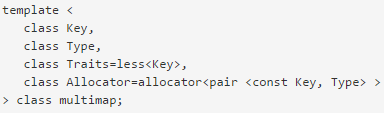 template <
   class Key,
   class Type,
   class Traits=less<Key>,
   class Allocator=allocator<pair <const Key, Type> >
> class multimap;